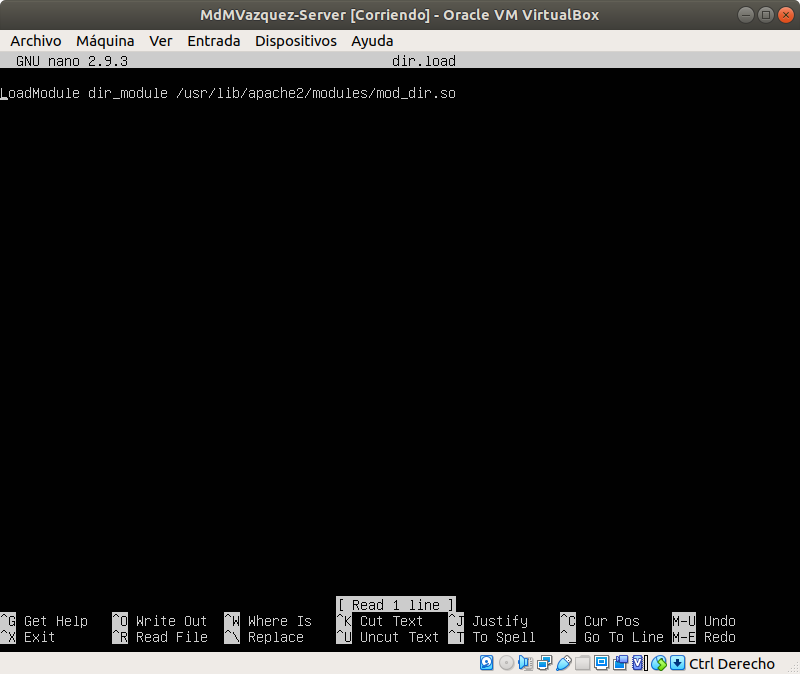 MdMVazquez-Server [Corriendo] - Oracle VM VirtualBox
Archivo Máquina Ver Entrada Dispositivos Ayuda
GNU nano 2.9.3 dir.load
LoadModule dir_module /usr/lib/apache2/modules/mod_dir.so
[ Read 1 line ]
^G Get Help ^O Write Out ^W Where Is ^K Cut Text ^J Justify ^C Cur Pos M-U Undo
^X Exit ^R Read File ^\ Replace ^U Uncut Text ^T To Spell ^_ Go To Line M-E Redo
Ctrl Derecho